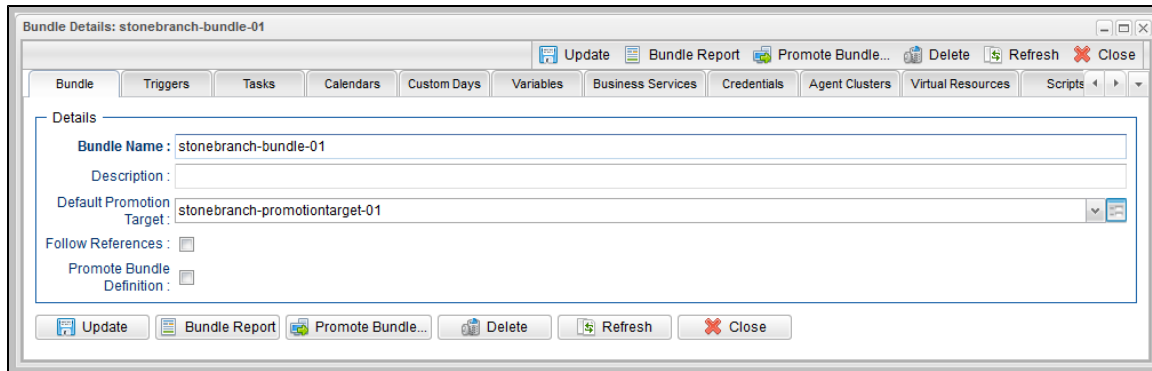 Bundle Details: stonebranch-bundle-01
Update Bundle Report Promote Bundle... Delete Refresh Close
Bundle Triggers Tasks Calendars Custom Days Variables Business Services Credentials Agent Clusters Virtual Resources Scripts
Details
Bundle Name : stonebranch-bundle-01
Description :
Default Promotion
Target : stonebranch-promotiontarget-01
Follow References :
Promote Bundle
Definition :
Update Bundle Report Promote Bundle... Delete Refresh Close